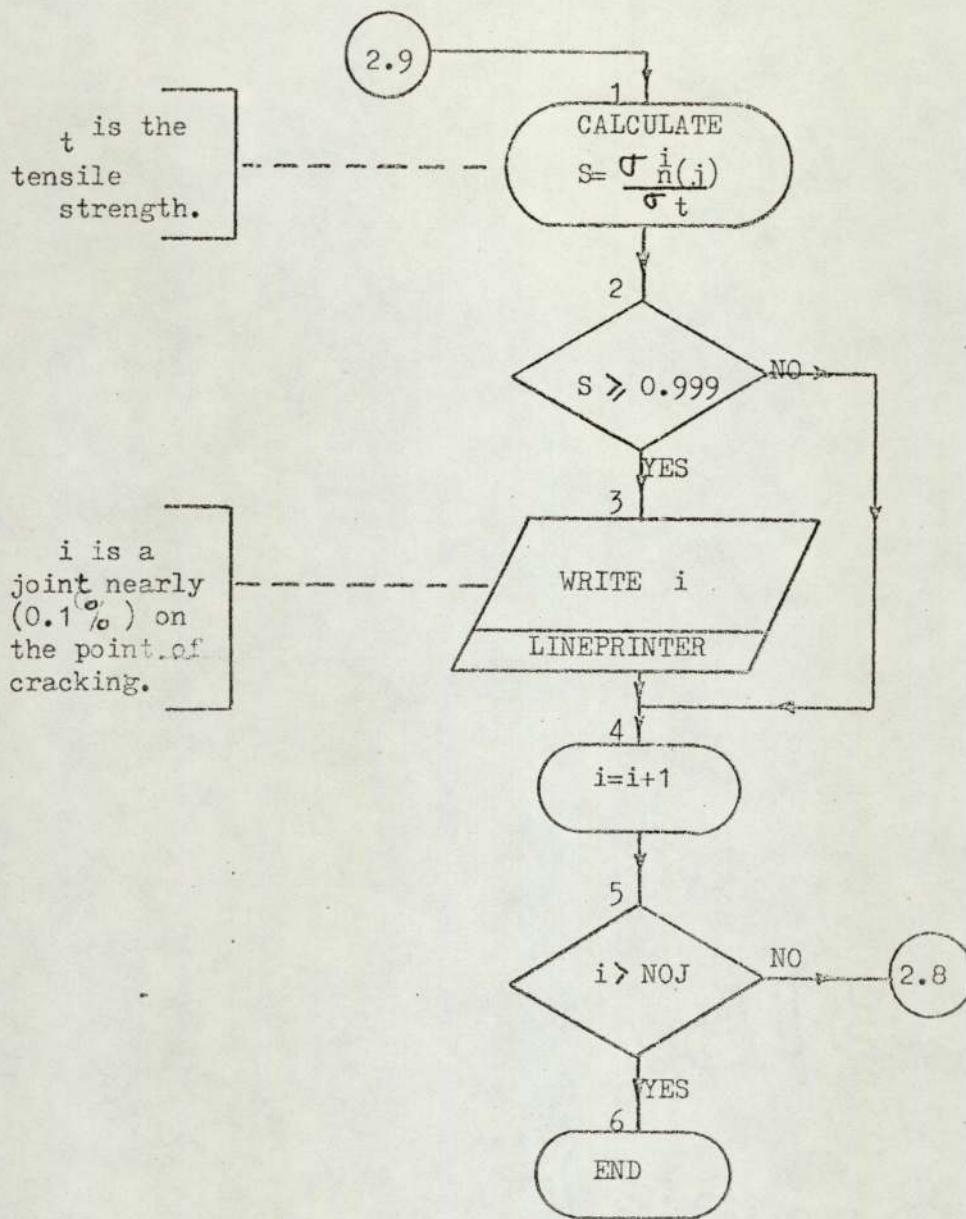 2.9
1
CALCULATE
S= σ i/n(j)
σ t
t is the
tensile
strength.
2
S ⩾ 0.999
NO
YES
3
WRITE i
LINEPRINTER
i is a
joint nearly
(0.1%) on
the point of
cracking.
4
i=i+1
5
i> NOJ
NO
2.8
YES
6
END